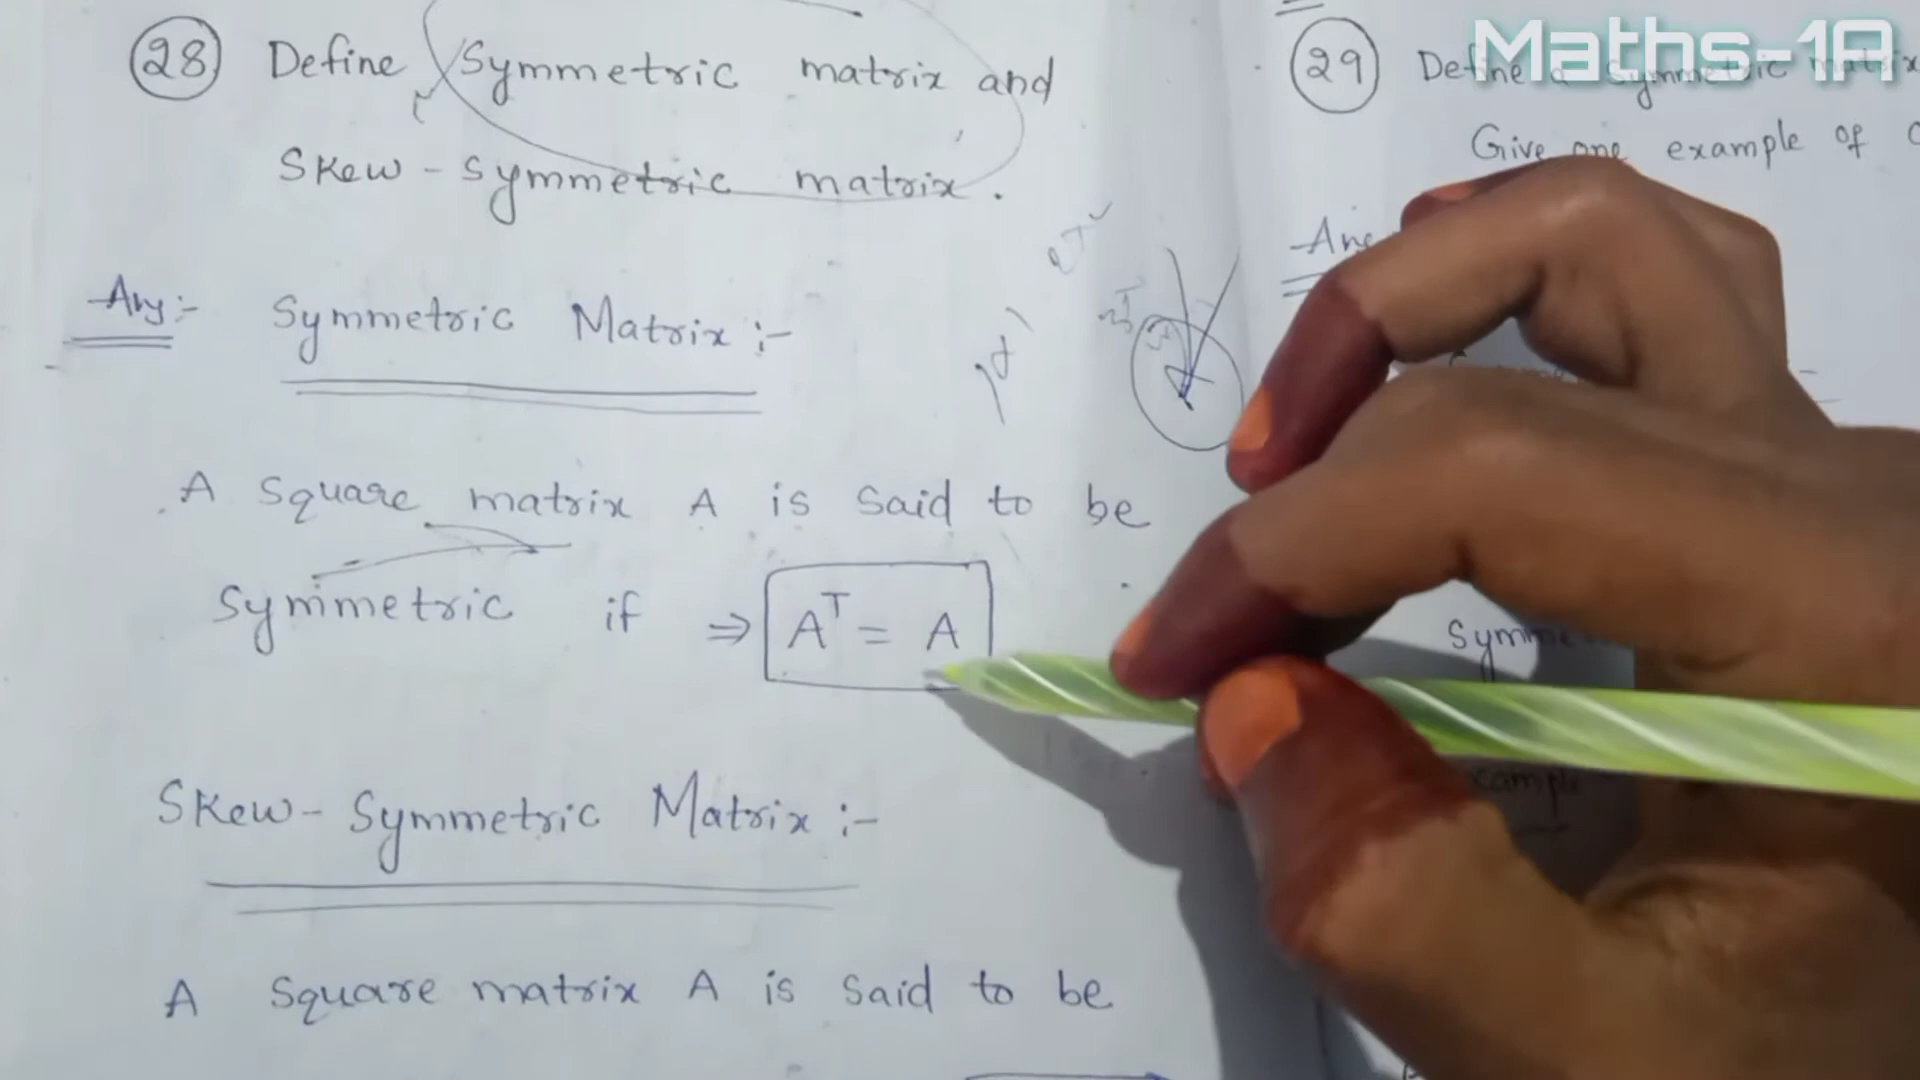 28 Define Symmetric matrix and
Skew-Symmetric matrix.
Ans:- Symmetric Matrix :-
A Square matrix A is Said to be
Symmetric if ⇒ Aᵀ = A
Skew-Symmetric Matrix :-
A Square matrix A is Said to be
Maths-1A
29 Define a Symmetric matrix
Give one example of
Ans